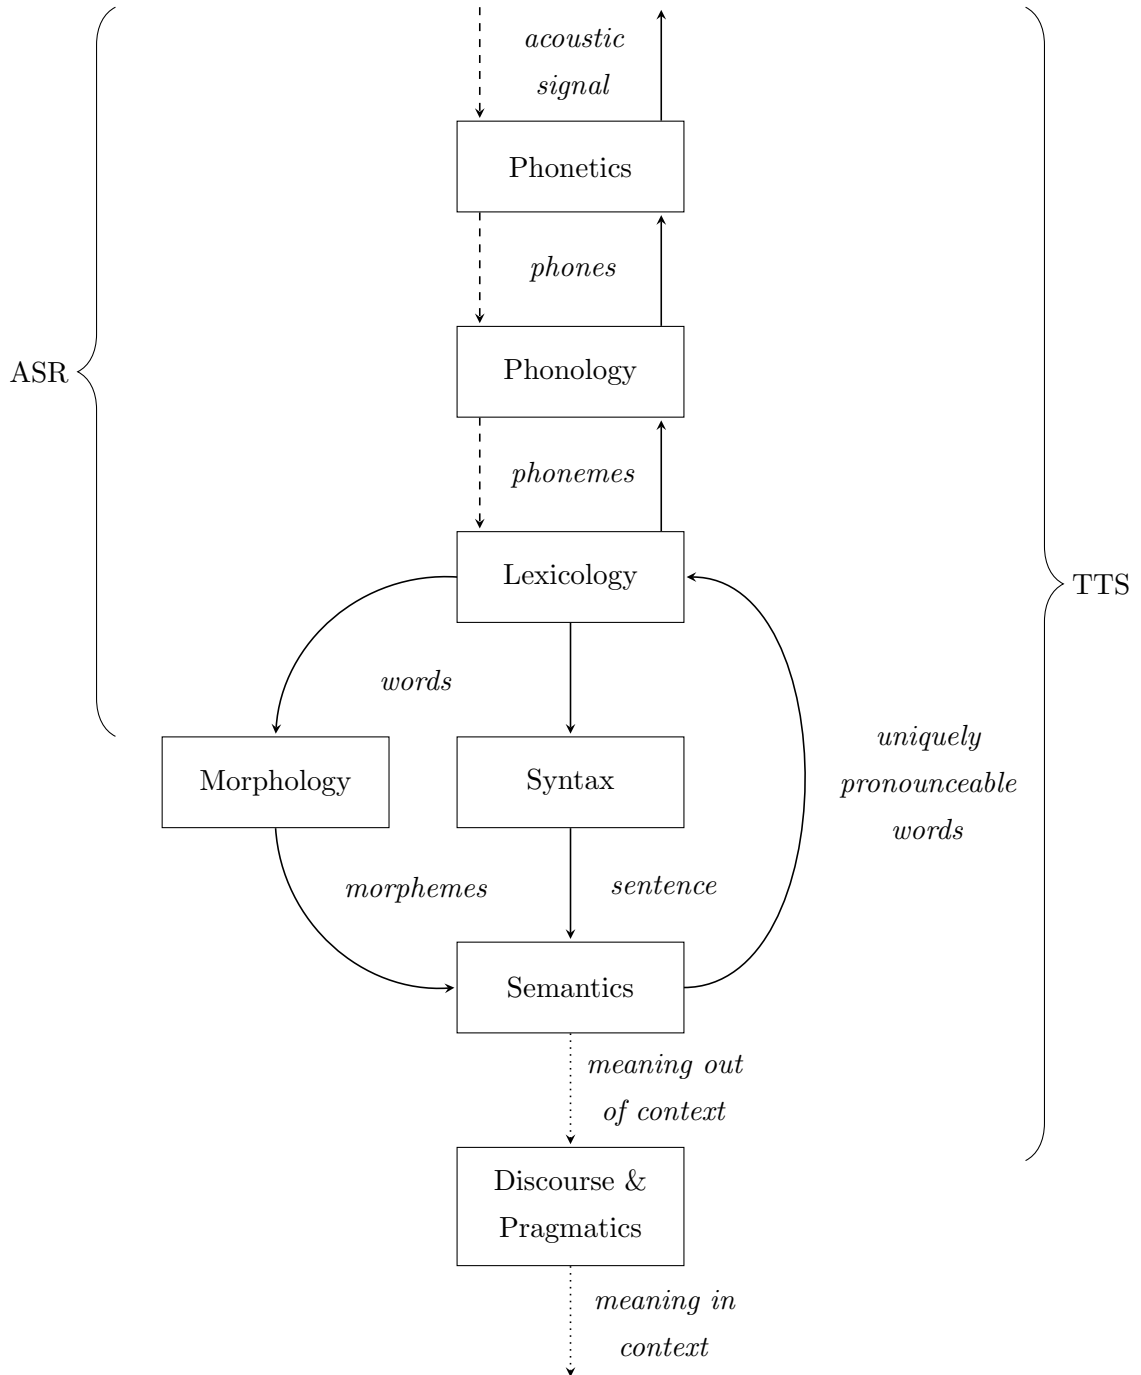 acoustic
signal
Phonetics
phones
Phonology
ASR
phonemes
Lexicology
TTS
words
uniquely
pronounceable
words
Morphology
Syntax
morphemes
sentence
Semantics
meaning out
of context
Discourse &
Pragmatics
meaning in
context